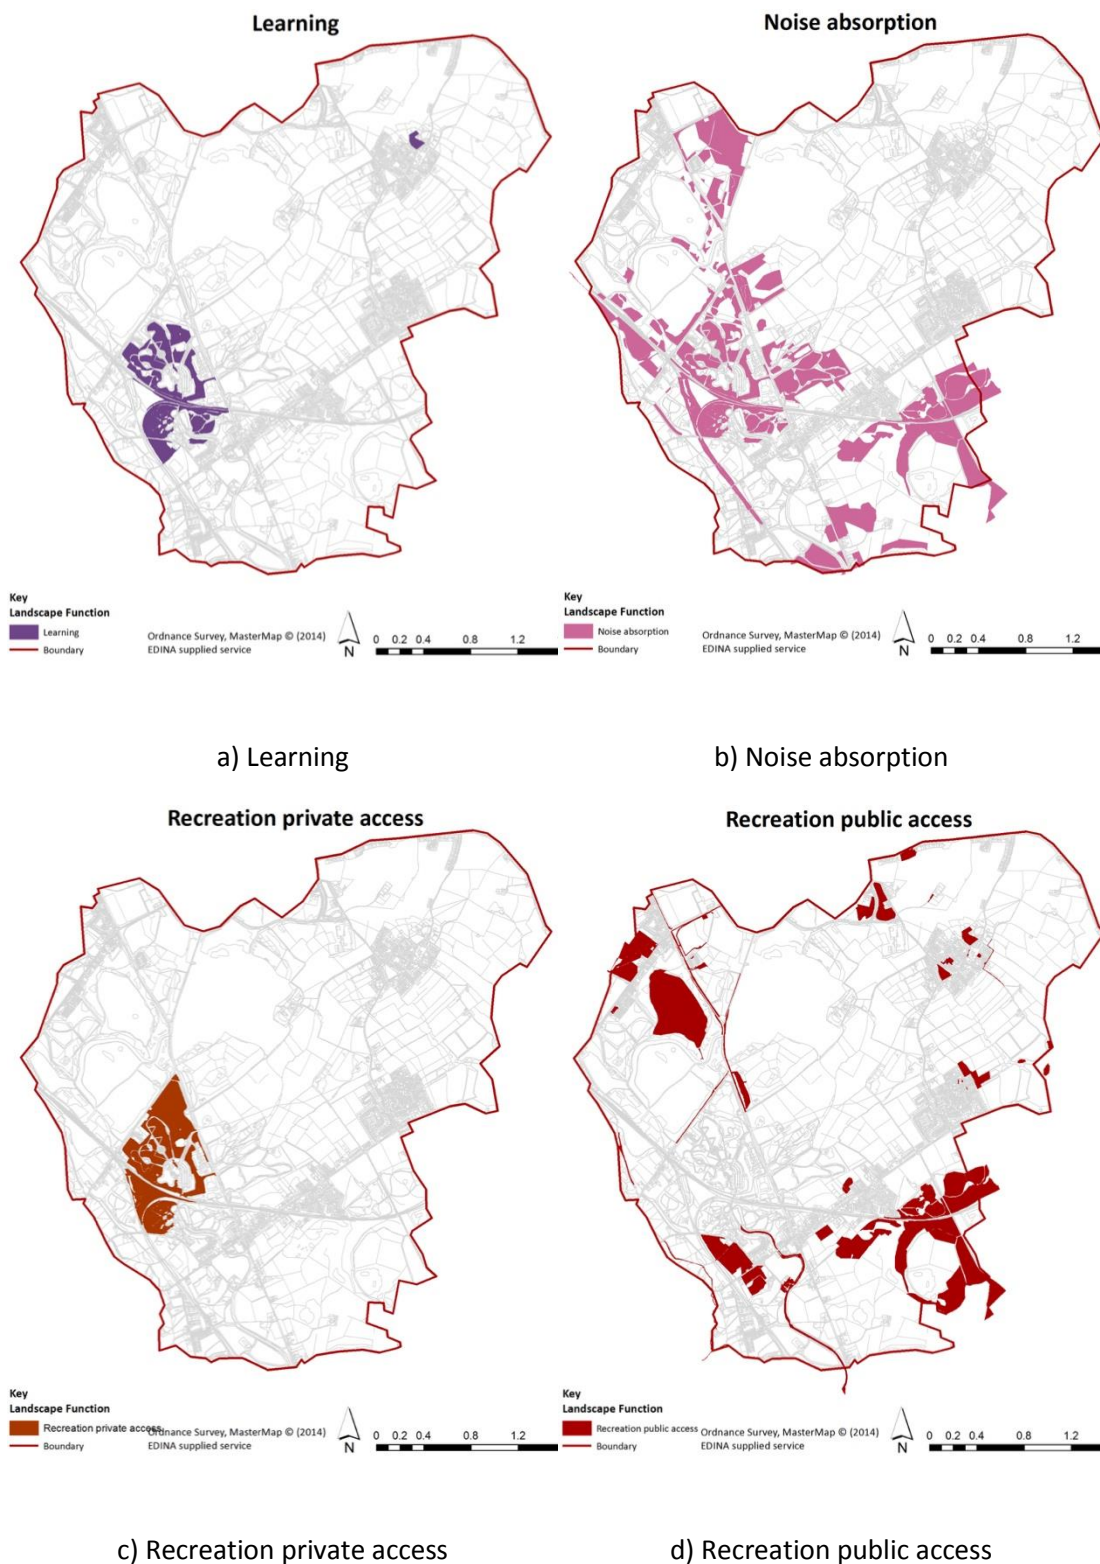 Learning
Noise absorption
Key
Landscape Function
Learning
Boundary
Ordnance Survey, MasterMap © (2014)
EDINA supplied service
N
0 0.2 0.4 0.8 1.2
Key
Landscape Function
Noise absorption
Boundary
Ordnance Survey, MasterMap © (2014)
EDINA supplied service
N
0 0.2 0.4 0.8 1.2
a) Learning
b) Noise absorption
Recreation private access
Recreation public access
Key
Landscape Function
Recreation private access
Boundary
Ordnance Survey, MasterMap © (2014)
EDINA supplied service
N
0 0.2 0.4 0.8 1.2
Key
Landscape Function
Recreation public access
Boundary
Ordnance Survey, MasterMap © (2014)
EDINA supplied service
N
0 0.2 0.4 0.8 1.2
c) Recreation private access
d) Recreation public access